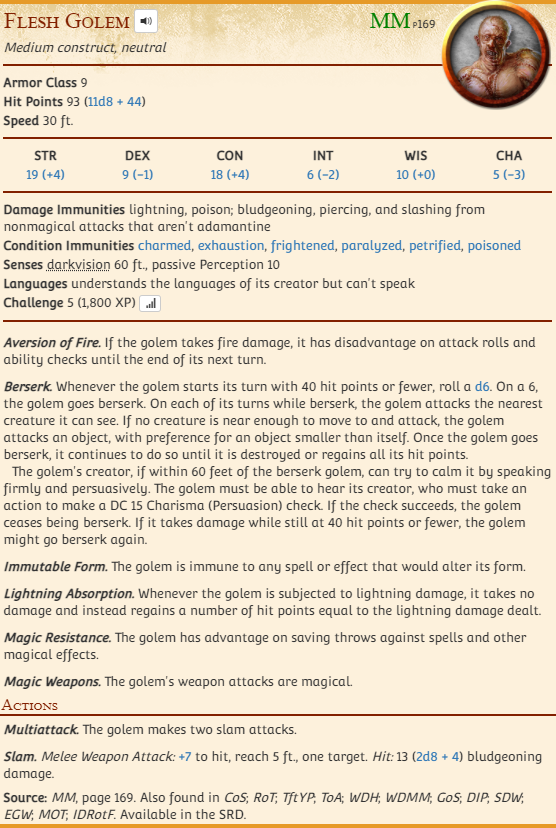 Flesh Golem
MM P169
Medium construct, neutral
Armor Class 9
Hit Points 93 (11d8 + 44)
Speed 30 ft.
STR DEX CON INT WIS CHA
19 (+4) 9 (−1) 18 (+4) 6 (−2) 10 (+0) 5 (−3)
Damage Immunities lightning, poison; bludgeoning, piercing, and slashing from
nonmagical attacks that aren't adamantine
Condition Immunities charmed, exhaustion, frightened, paralyzed, petrified, poisoned
Senses darkvision 60 ft., passive Perception 10
Languages understands the languages of its creator but can't speak
Challenge 5 (1,800 XP)
Aversion of Fire. If the golem takes fire damage, it has disadvantage on attack rolls and
ability checks until the end of its next turn.
Berserk. Whenever the golem starts its turn with 40 hit points or fewer, roll a d6. On a 6,
the golem goes berserk. On each of its turns while berserk, the golem attacks the nearest
creature it can see. If no creature is near enough to move to and attack, the golem
attacks an object, with preference for an object smaller than itself. Once the golem goes
berserk, it continues to do so until it is destroyed or regains all its hit points.
The golem's creator, if within 60 feet of the berserk golem, can try to calm it by speaking
firmly and persuasively. The golem must be able to hear its creator, who must take an
action to make a DC 15 Charisma (Persuasion) check. If the check succeeds, the golem
ceases being berserk. If it takes damage while still at 40 hit points or fewer, the golem
might go berserk again.
Immutable Form. The golem is immune to any spell or effect that would alter its form.
Lightning Absorption. Whenever the golem is subjected to lightning damage, it takes no
damage and instead regains a number of hit points equal to the lightning damage dealt.
Magic Resistance. The golem has advantage on saving throws against spells and other
magical effects.
Magic Weapons. The golem's weapon attacks are magical.
Actions
Multiattack. The golem makes two slam attacks.
Slam. Melee Weapon Attack: +7 to hit, reach 5 ft., one target. Hit: 13 (2d8 + 4) bludgeoning
damage.
Source: MM, page 169. Also found in CoS; RoT; TftYP; ToA; WDH; WDMM; GoS; DIP; SDW;
EGW; MOT; IDRotF. Available in the SRD.